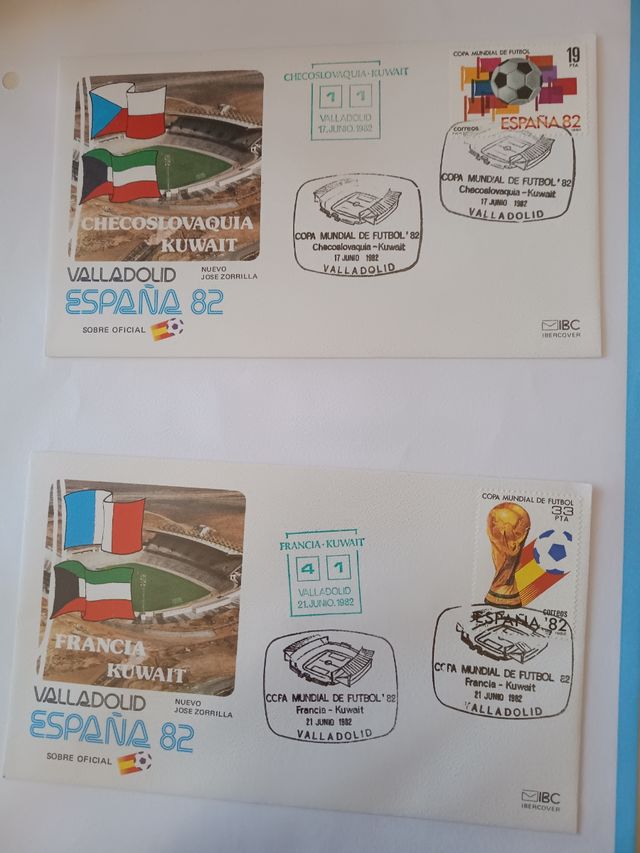 CHECOSLOVAQUIA
KUWAIT
VALLADOLID
NUEVO
JOSE ZORRILLA
ESPAÑA 82
SOBRE OFICIAL
CHECOSLOVAQUIA-KUWAIT
1 1
VALLADOLID
17.JUNIO.1982
COPA MUNDIAL DE FUTBOL'82
Checoslovaquia-Kuwait
17 JUNIO 1982
VALLADOLID
COPA MUNDIAL DE FUTBOL
19
PTA
ESPAÑA 82
correos
COPA MUNDIAL DE FUTBOL'82
Checoslovaquia-Kuwait
17 JUNIO 1982
VALLADOLID
IBC
IBERCOVER
FRANCIA
KUWAIT
VALLADOLID
NUEVO
JOSE ZORRILLA
ESPAÑA 82
SOBRE OFICIAL
FRANCIA-KUWAIT
4 1
VALLADOLID
21.JUNIO.1982
COPA MUNDIAL DE FUTBOL'82
Francia - Kuwait
21 JUNIO 1982
VALLADOLID
COPA MUNDIAL DE FUTBOL
33
PTA
correos
ESPAÑA '82
COPA MUNDIAL DE FUTBOL 82
Francia - Kuwait
21 JUNIO 1982
VALLADOLID
IBC
IBERCOVER